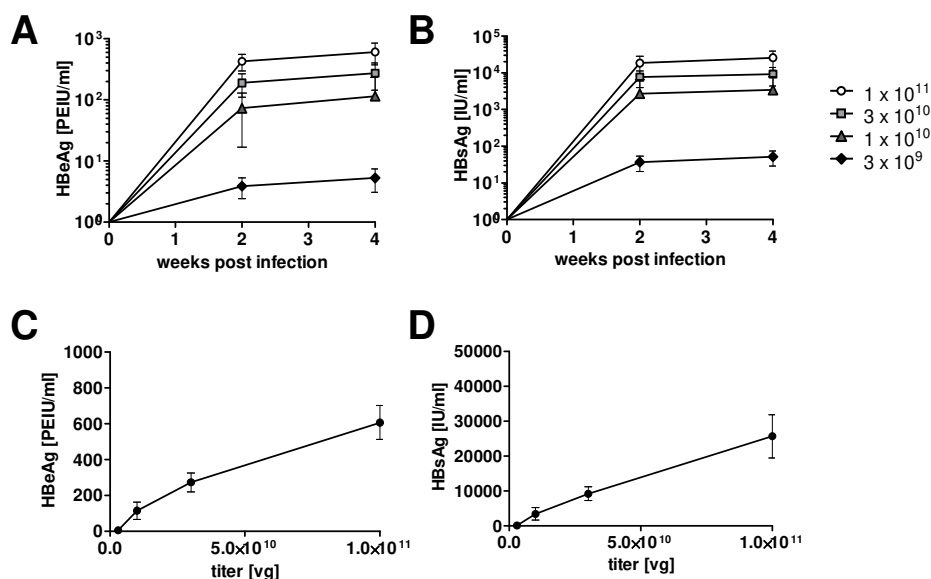 A
HBeAg [PEIU/ml]
10³
10²
10¹
10⁰
0
0 1 2 3 4
weeks post infection
B
HBsAg [IU/ml]
10⁵
10⁴
10³
10²
10¹
10⁰
0
0 1 2 3 4
weeks post infection
1 x 10¹¹
3 x 10¹⁰
1 x 10¹⁰
3 x 10⁹
C
HBeAg [PEIU/ml]
1000
800
600
400
200
0
0.0 5.0×10¹⁰ 1.0×10¹¹
titer [vg]
D
HBsAg [IU/ml]
50000
40000
30000
20000
10000
0
0.0 5.0×10¹⁰ 1.0×10¹¹
titer [vg]